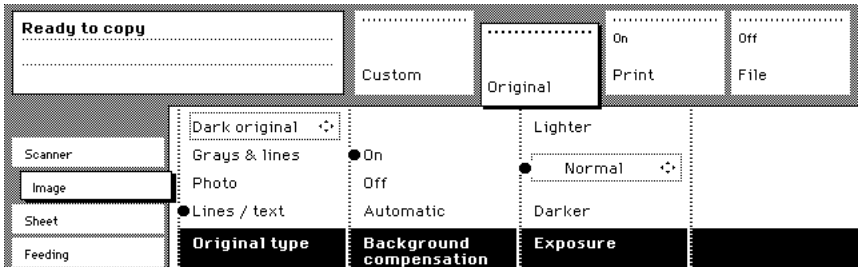 Ready to copy
Custom
Original
On
Print
Off
File
Scanner
Image
Sheet
Feeding
Dark original
Grays & lines
Photo
Lines / text
Original type
On
Off
Automatic
Background
compensation
Lighter
Normal
Darker
Exposure